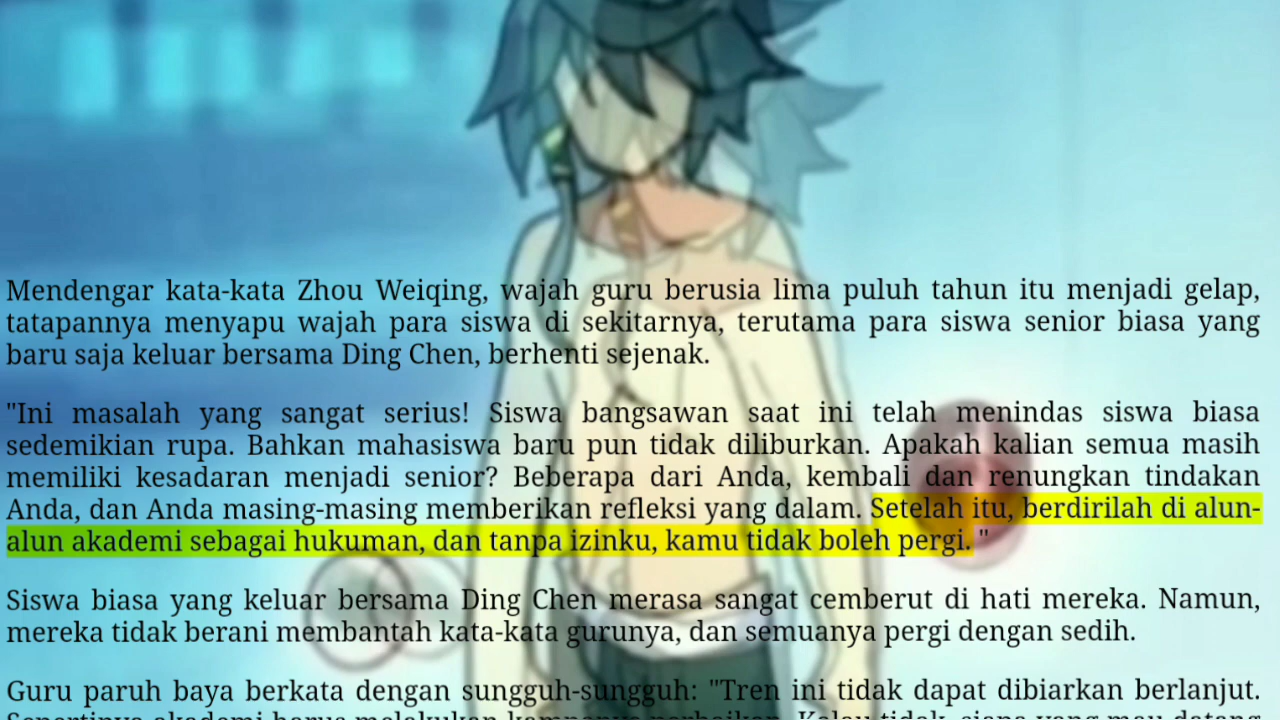 Mendengar kata-kata Zhou Weiqing, wajah guru berusia lima puluh tahun itu menjadi gelap,
tatapannya menyapu wajah para siswa di sekitarnya, terutama para siswa senior biasa yang
baru saja keluar bersama Ding Chen, berhenti sejenak.
"Ini masalah yang sangat serius! Siswa bangsawan saat ini telah menindas siswa biasa
sedemikian rupa. Bahkan mahasiswa baru pun tidak diliburkan. Apakah kalian semua masih
memiliki kesadaran menjadi senior? Beberapa dari Anda, kembali dan renungkan tindakan
Anda, dan Anda masing-masing memberikan refleksi yang dalam. Setelah itu, berdirilah di alun-
alun akademi sebagai hukuman, dan tanpa izinku, kamu tidak boleh pergi. "
Siswa biasa yang keluar bersama Ding Chen merasa sangat cemberut di hati mereka. Namun,
mereka tidak berani membantah kata-kata gurunya, dan semuanya pergi dengan sedih.
Guru paruh baya berkata dengan sungguh-sungguh: "Tren ini tidak dapat dibiarkan berlanjut.